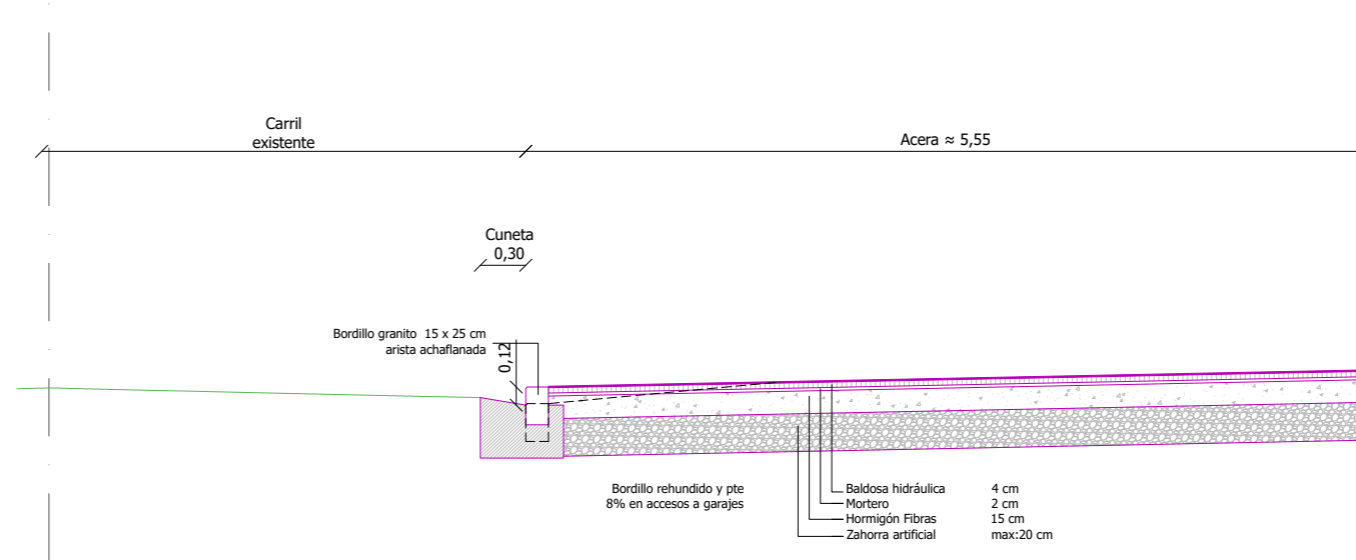 Carril
existente
Acera ≈ 5,55
Cuneta
0,30
Bordillo granito 15 x 25 cm
arista achaflanada
0,12
Bordillo rehundido y pte
8% en accesos a garajes
Baldosa hidráulica 4 cm
Mortero 2 cm
Hormigón Fibras 15 cm
Zahorra artificial max:20 cm